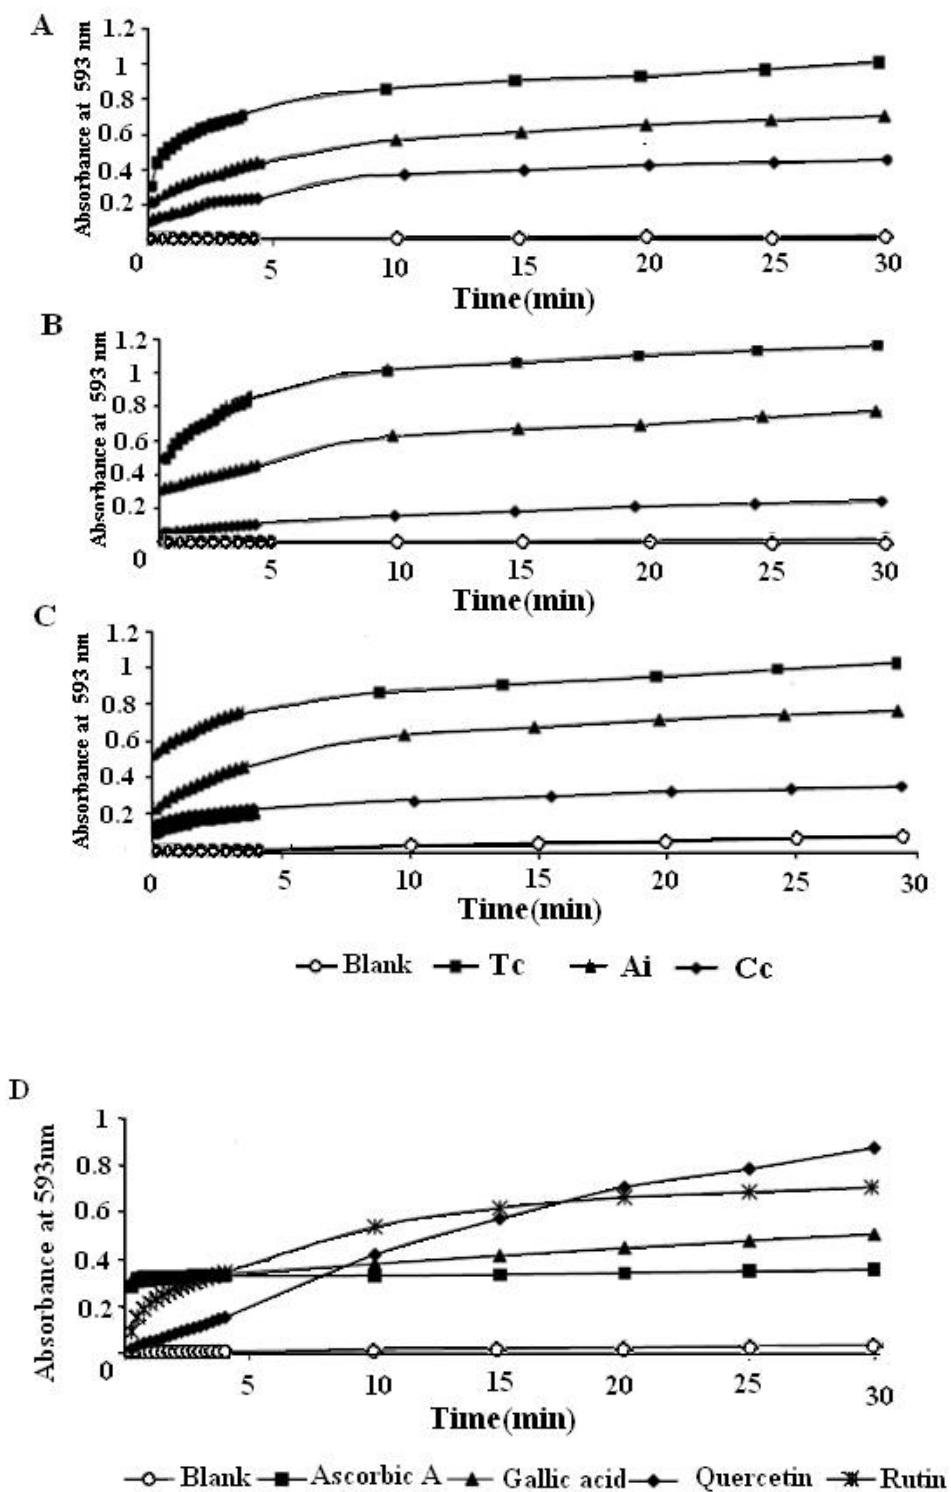 A
Absorbance at 593 nm
1.2
1
0.8
0.6
0.4
0.2
0 5 10 15 20 25 30
Time(min)
B
Absorbance at 593 nm
1.2
1
0.8
0.6
0.4
0.2
0 5 10 15 20 25 30
Time(min)
C
Absorbance at 593 nm
1.2
1
0.8
0.6
0.4
0.2
0 5 10 15 20 25 30
Time(min)
Blank Tc Ai Cc
D
Absorbance at 593nm
1
0.8
0.6
0.4
0.2
0 5 10 15 20 25 30
Time(min)
Blank Ascorbic A Gallic acid Quercetin Rutin